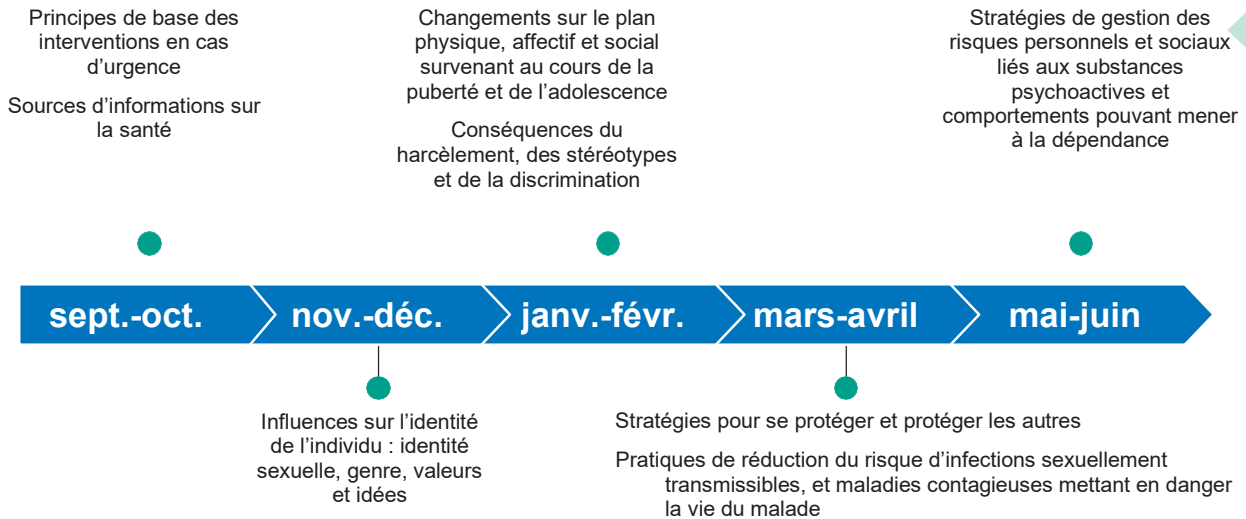 Principes de base des
interventions en cas
d’urgence
Sources d’informations sur
la santé
Changements sur le plan
physique, affectif et social
survenant au cours de la
puberté et de l’adolescence
Conséquences du
harcèlement, des stéréotypes
et de la discrimination
Stratégies de gestion des
risques personnels et sociaux
liés aux substances
psychoactives et
comportements pouvant mener
à la dépendance
sept.-oct.
nov.-déc.
janv.-févr.
mars-avril
mai-juin
Influences sur l’identité
de l’individu : identité
sexuelle, genre, valeurs
et idées
Stratégies pour se protéger et protéger les autres
Pratiques de réduction du risque d’infections sexuellement
transmissibles, et maladies contagieuses mettant en danger
la vie du malade